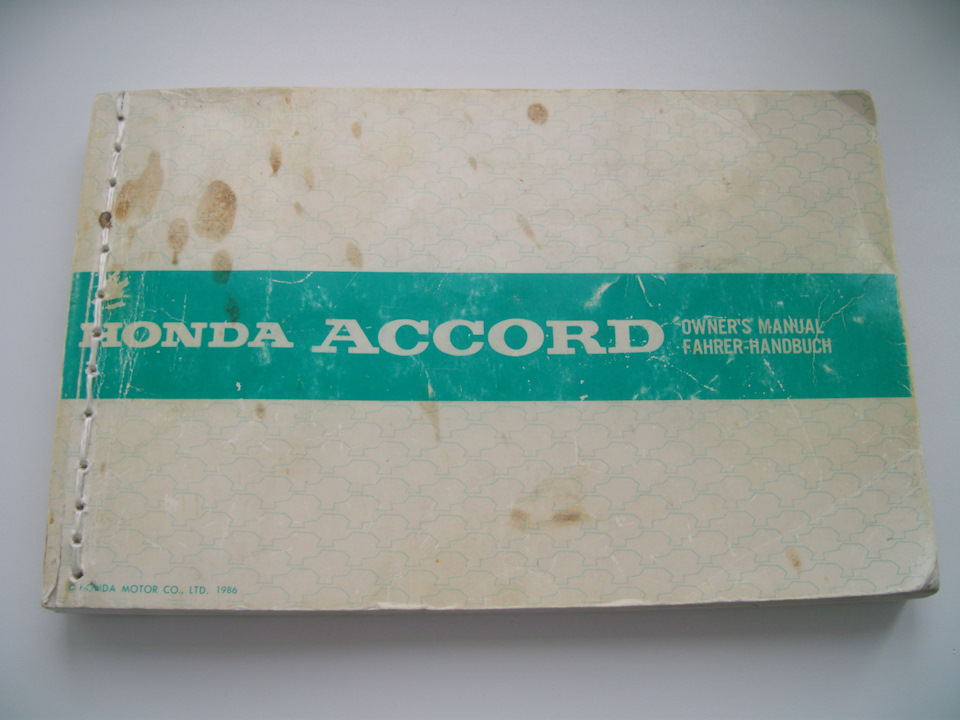 HONDA ACCORD OWNER'S MANUAL
FAHRER-HANDBUCH
© HONDA MOTOR CO., LTD. 1986